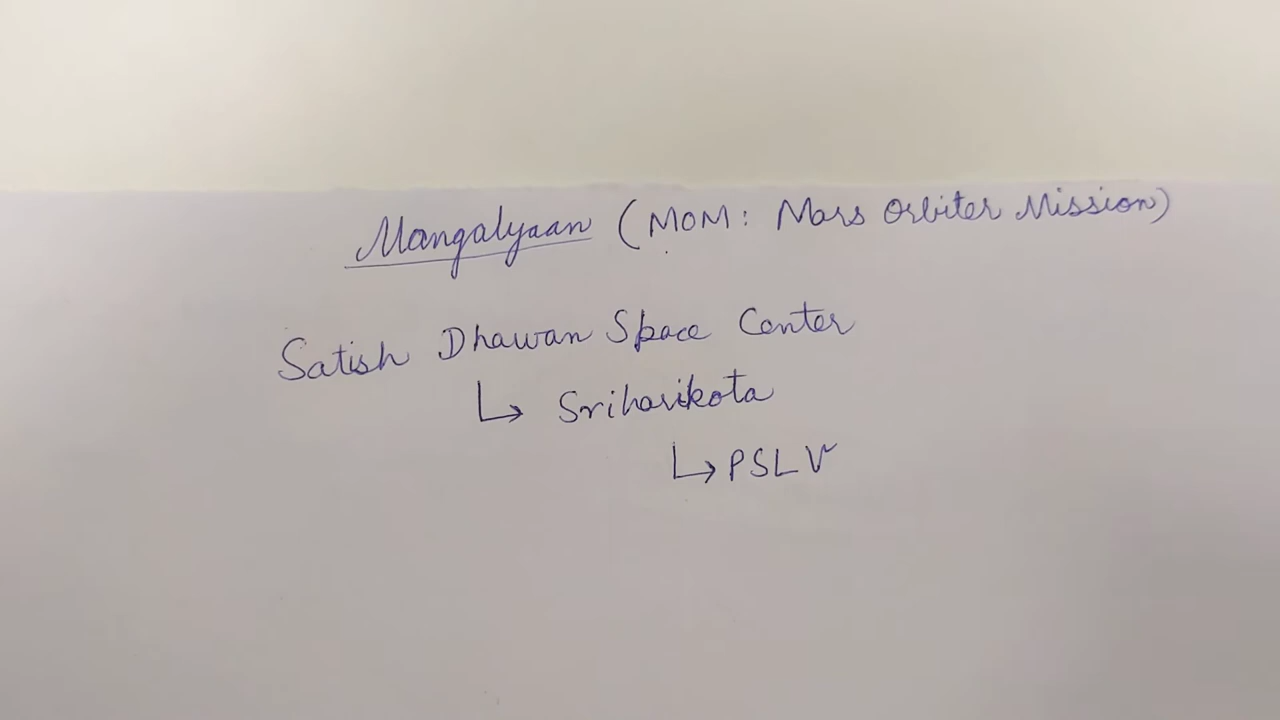 Mangalyaan (MOM: Mars Orbiter Mission)
Satish Dhawan Space Center
↳ Sriharikota
↳ PSLV